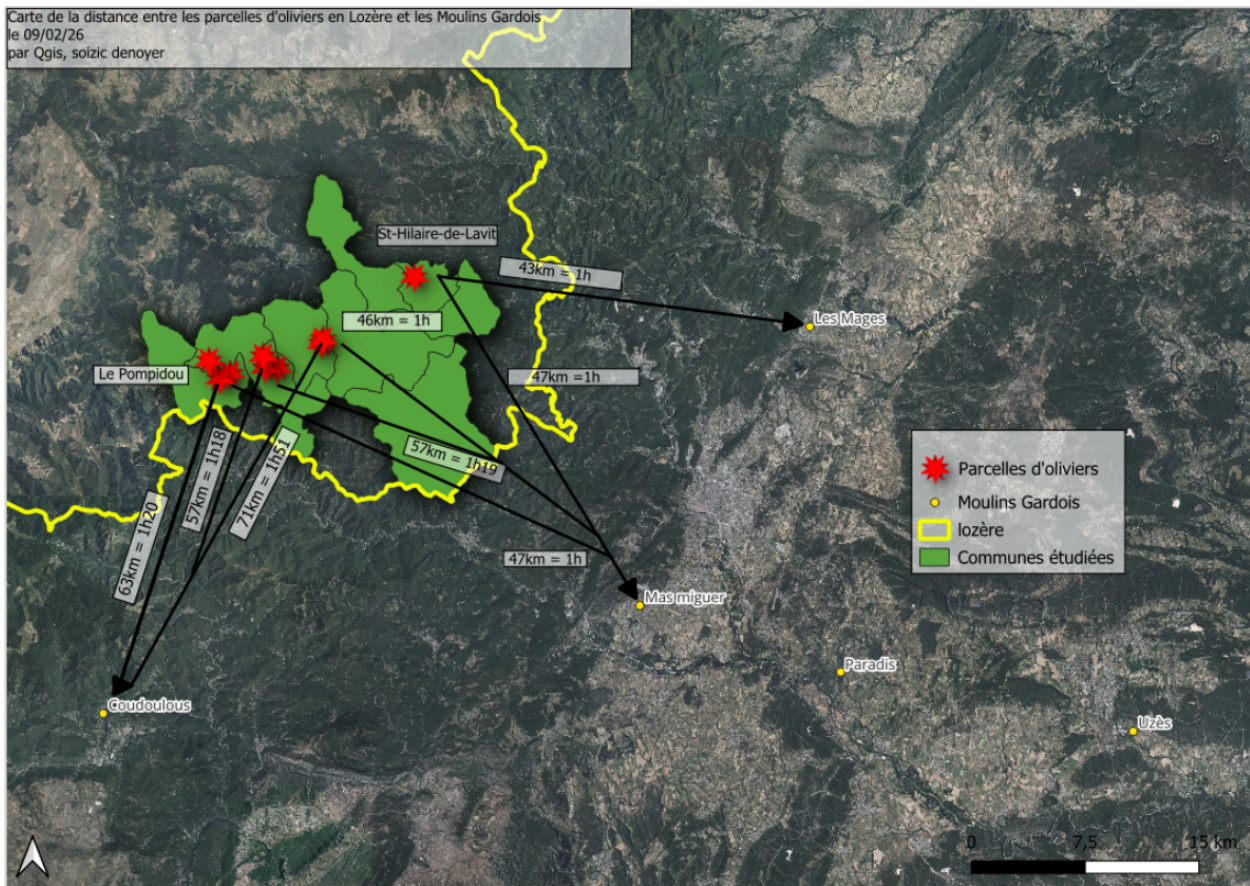 Carte de la distance entre les parcelles d'oliviers en Lozère et les Moulins Gardois
le 09/02/26
par Qgis, soizic denoyer
St-Hilaire-de-Lavit
43km = 1h
46km = 1h
Les Mages
Le Pompidou
47km =1h
57km = 1h19
63km = 1h20
57km = 1h18
71km = 1h51
47km = 1h
Parcelles d'oliviers
Moulins Gardois
lozère
Communes étudiées
Mas miguer
Paradis
Coudoulous
Uzès
0 7,5 15 km